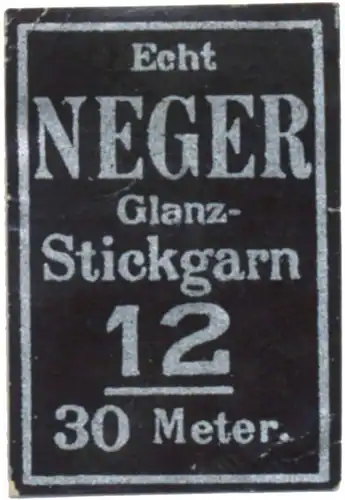 Echt
NEGER
Glanz-
Stickgarn
12
30 Meter.